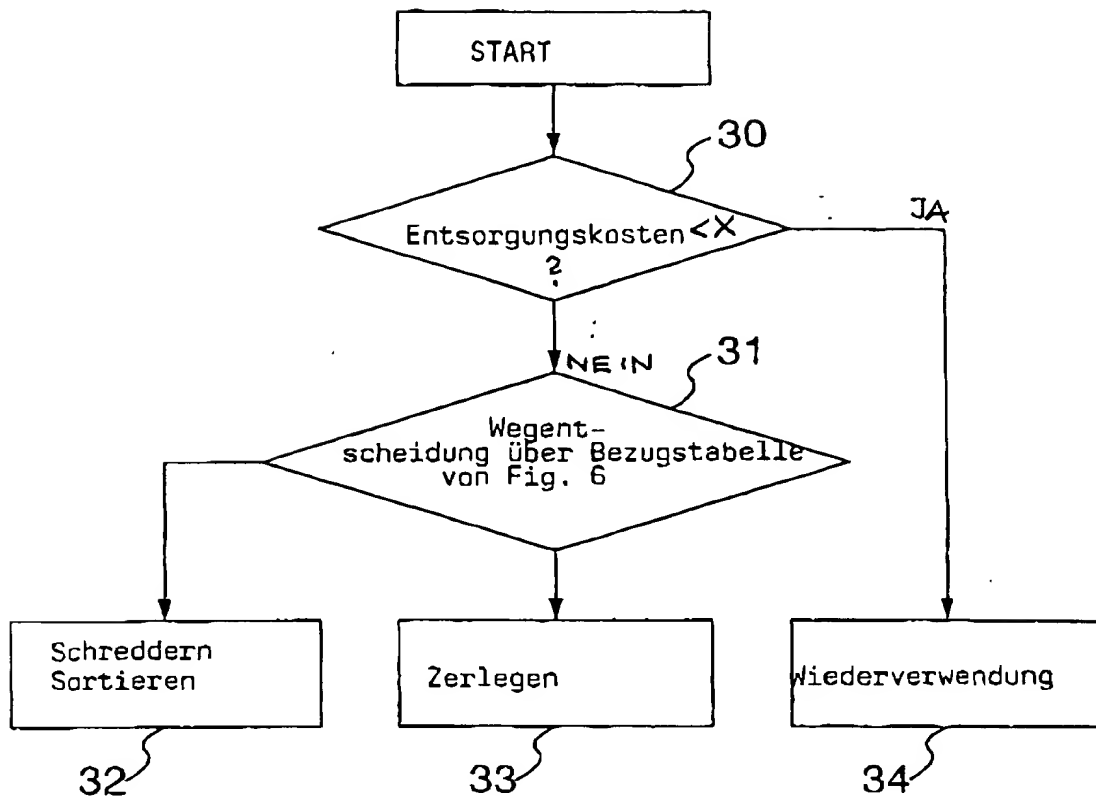 START
30
JA
Entsorgungskosten <X
?
NEIN
31
Wegent-
scheidung über Bezugstabelle
von Fig. 6
Schreddern
Sortieren
Zerlegen
Wiederverwendung
32
33
34